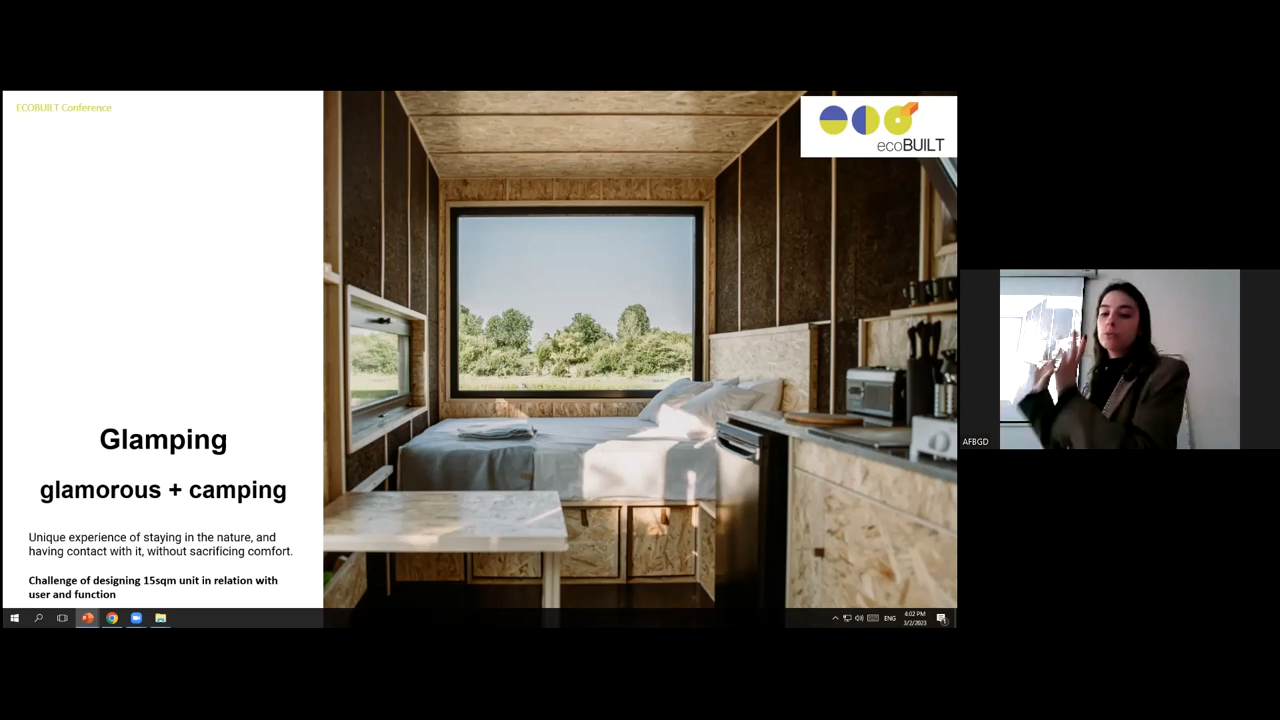 ECOBUILT Conference
ecoBUILT
Glamping
glamorous + camping
Unique experience of staying in the nature, and
having contact with it, without sacrificing comfort.
Challenge of designing 15sqm unit in relation with
user and function
AFBGD
ENG
4:02 PM
3/2/2023